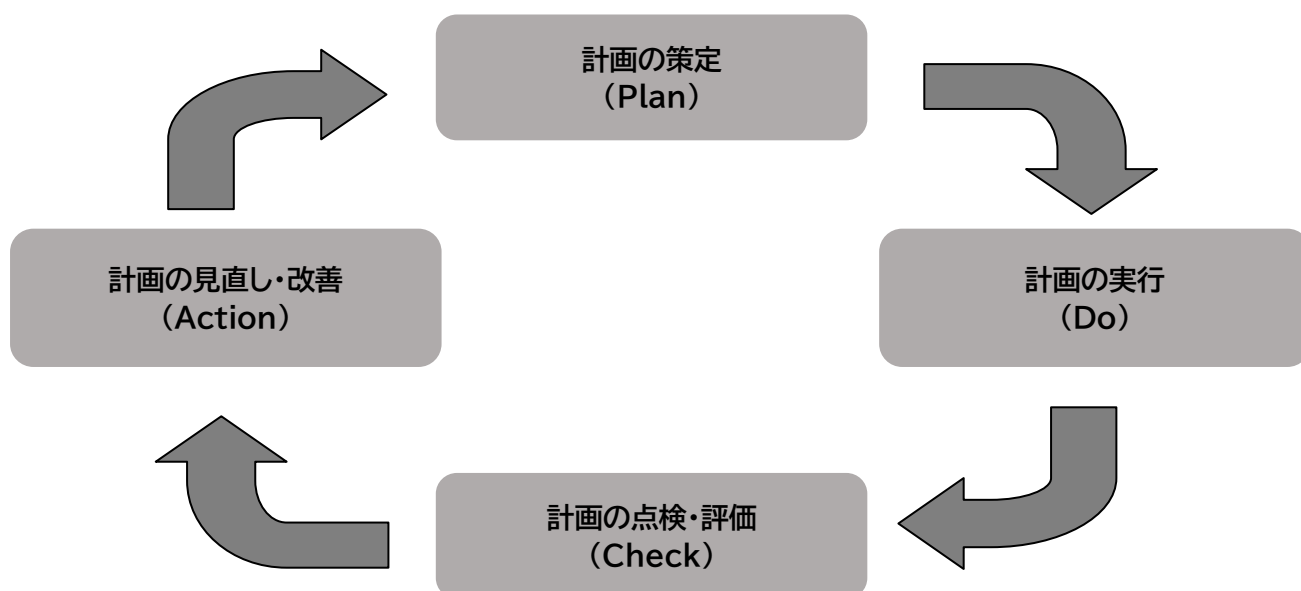 計画の策定
（Plan）
計画の実行
（Do）
計画の点検・評価
（Check）
計画の見直し・改善
（Action）